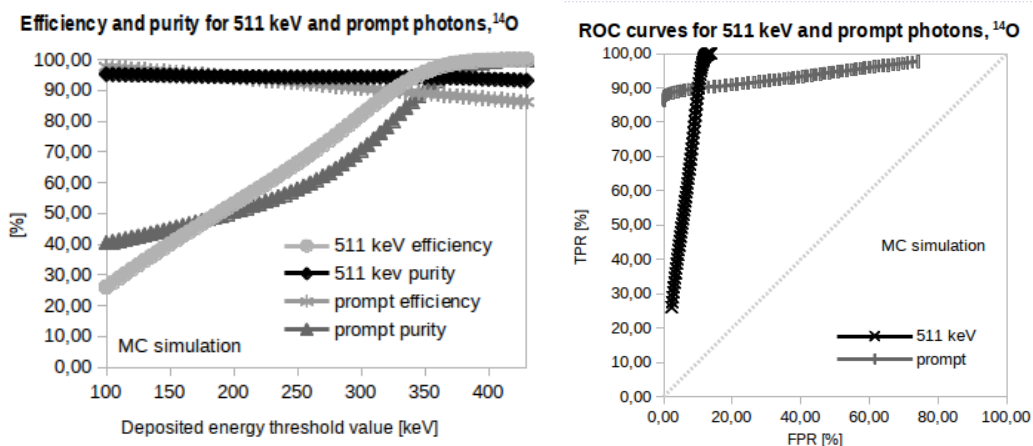 Efficiency and purity for 511 keV and prompt photons,¹⁴O
100,00
90,00
80,00
70,00
60,00
50,00
40,00
30,00
20,00
10,00
0,00
[%]
511 keV efficiency
511 kev purity
prompt efficiency
prompt purity
MC simulation
100 150 200 250 300 350 400
Deposited energy threshold value [keV]
ROC curves for 511 keV and prompt photons, ¹⁴O
100,00
90,00
80,00
70,00
60,00
50,00
40,00
30,00
20,00
10,00
0,00
TPR [%]
MC simulation
511 keV
prompt
0,00 20,00 40,00 60,00 80,00 100,00
FPR [%]